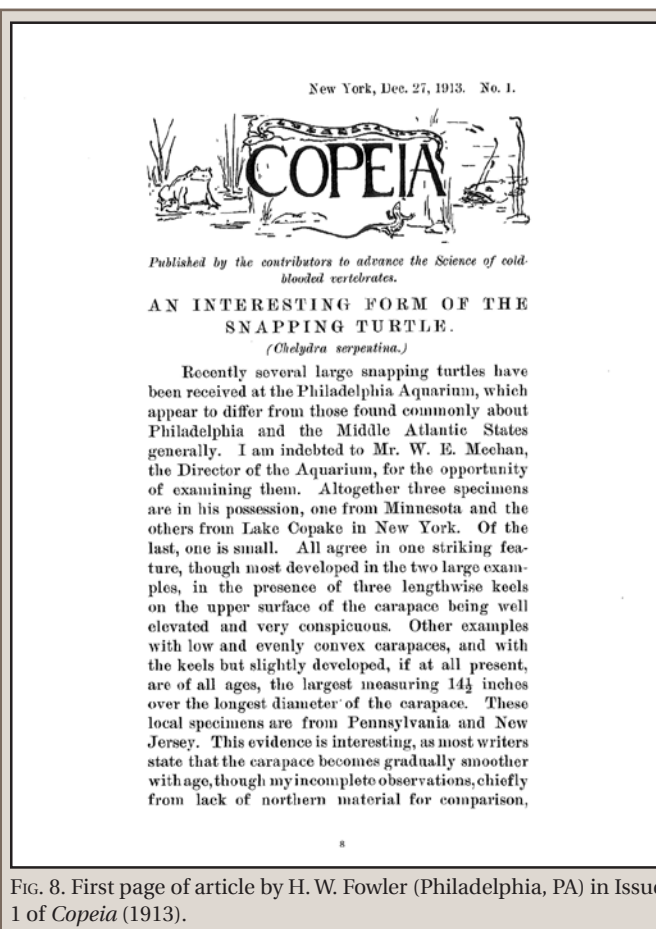 New York, Dec. 27, 1913. No. 1.
COPEIA
Published by the contributors to advance the Science of cold-
blooded vertebrates.
AN INTERESTING FORM OF THE
SNAPPING TURTLE.
(Chelydra serpentina.)
Recently several large snapping turtles have
been received at the Philadelphia Aquarium, which
appear to differ from those found commonly about
Philadelphia and the Middle Atlantic States
generally. I am indebted to Mr. W. E. Meehan,
the Director of the Aquarium, for the opportunity
of examining them. Altogether three specimens
are in his possession, one from Minnesota and the
others from Lake Copake in New York. Of the
last, one is small. All agree in one striking fea-
ture, though most developed in the two large exam-
ples, in the presence of three lengthwise keels
on the upper surface of the carapace being well
elevated and very conspicuous. Other examples
with low and evenly convex carapaces, and with
the keels but slightly developed, if at all present,
are of all ages, the largest measuring 14½ inches
over the longest diameter of the carapace. These
local specimens are from Pennsylvania and New
Jersey. This evidence is interesting, as most writers
state that the carapace becomes gradually smoother
with age, though my incomplete observations, chiefly
from lack of northern material for comparison,
8
FIG. 8. First page of article by H. W. Fowler (Philadelphia, PA) in Issue
1 of Copeia (1913).